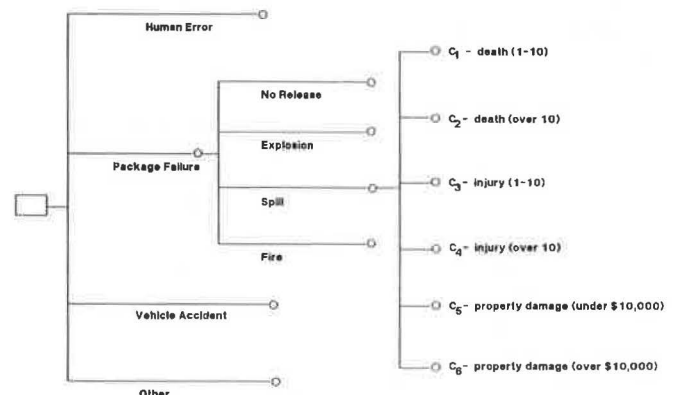 Human Error
Package Failure
Vehicle Accident
Other
No Release
Explosion
Spill
Fire
C1 - death (1-10)
C2 - death (over 10)
C3 - injury (1-10)
C4 - injury (over 10)
C5 - property damage (under $10,000)
C6 - property damage (over $10,000)